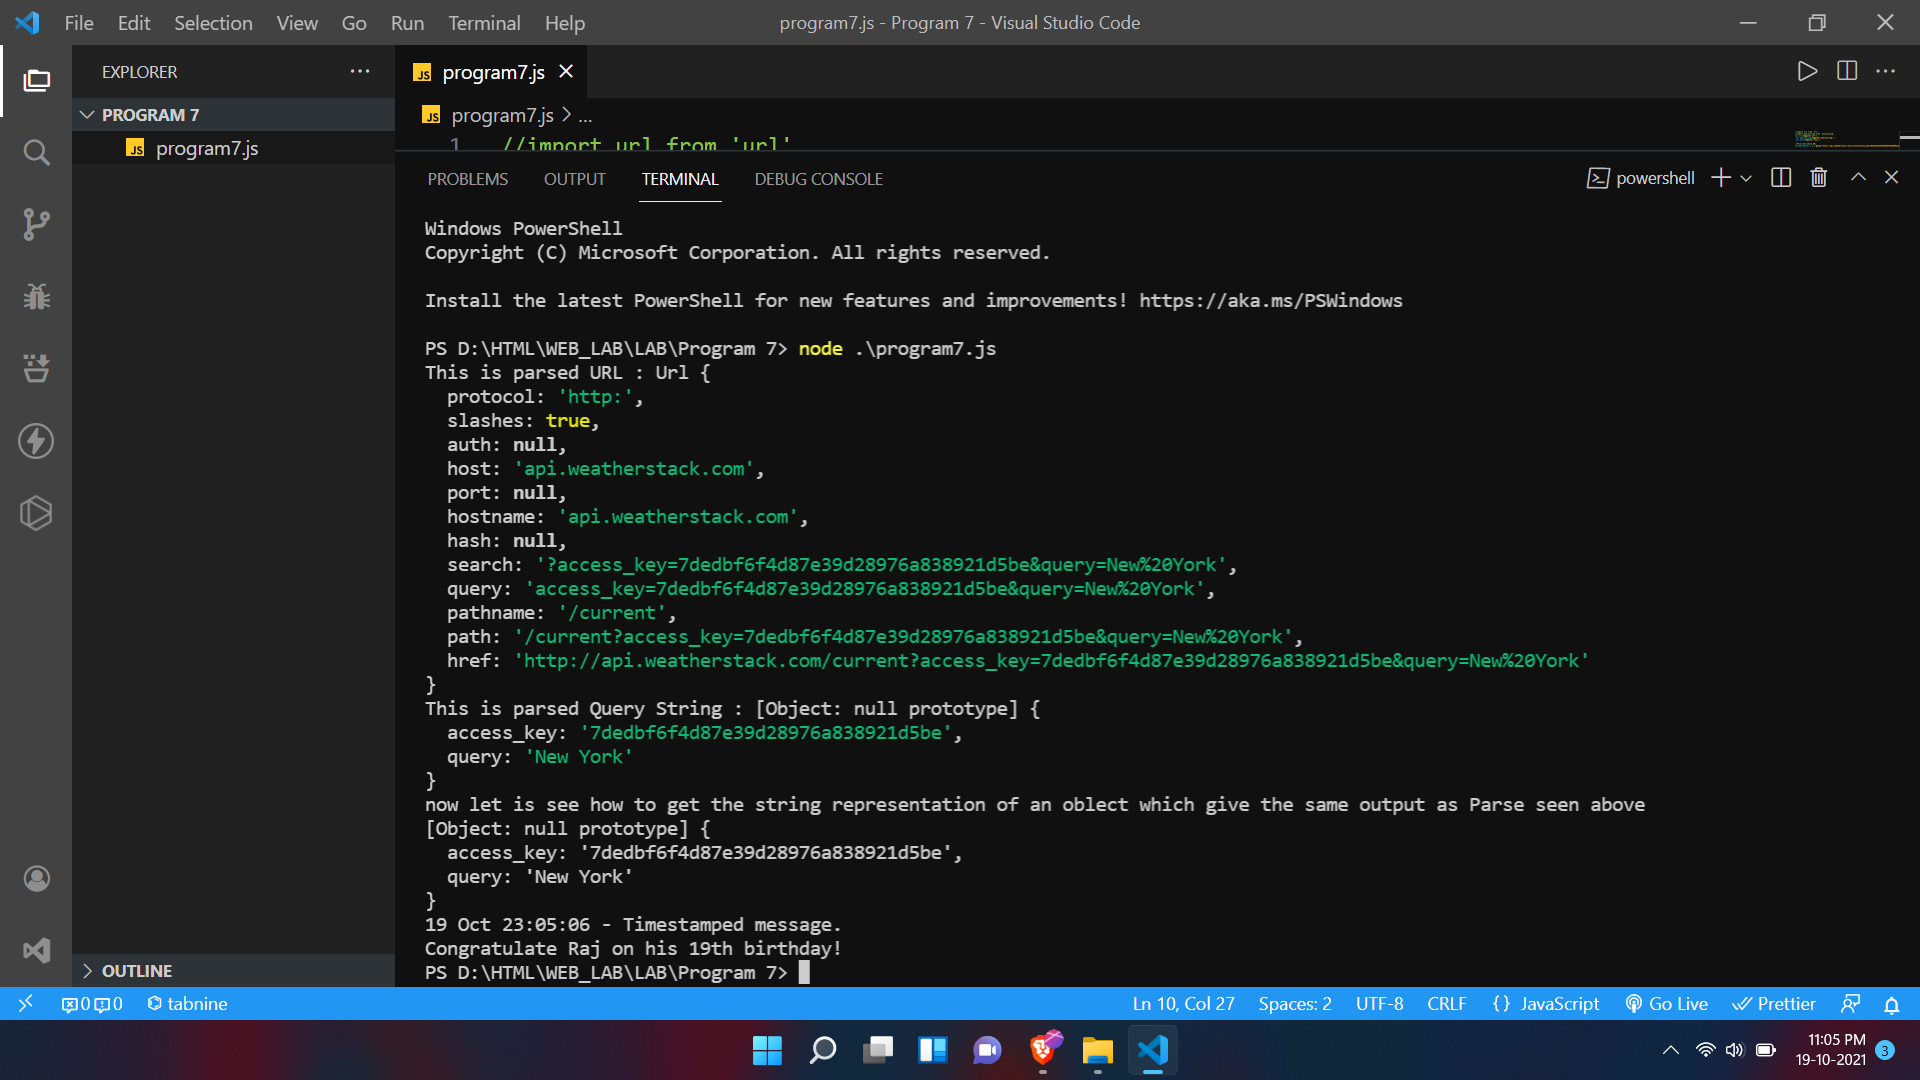 File Edit Selection View Go Run Terminal Help program7.js - Program 7 - Visual Studio Code
EXPLORER
PROGRAM 7
program7.js
OUTLINE
JS program7.js
JS program7.js > ...
1 //import url from 'url'
PROBLEMS OUTPUT TERMINAL DEBUG CONSOLE powershell
Windows PowerShell
Copyright (C) Microsoft Corporation. All rights reserved.
Install the latest PowerShell for new features and improvements! https://aka.ms/PSWindows
PS D:\HTML\WEB_LAB\LAB\Program 7> node .\program7.js
This is parsed URL : Url {
protocol: 'http:',
slashes: true,
auth: null,
host: 'api.weatherstack.com',
port: null,
hostname: 'api.weatherstack.com',
hash: null,
search: '?access_key=7dedbf6f4d87e39d28976a838921d5be&query=New%20York',
query: 'access_key=7dedbf6f4d87e39d28976a838921d5be&query=New%20York',
pathname: '/current',
path: '/current?access_key=7dedbf6f4d87e39d28976a838921d5be&query=New%20York',
href: 'http://api.weatherstack.com/current?access_key=7dedbf6f4d87e39d28976a838921d5be&query=New%20York'
}
This is parsed Query String : [Object: null prototype] {
access_key: '7dedbf6f4d87e39d28976a838921d5be',
query: 'New York'
}
now let is see how to get the string representation of an oblect which give the same output as Parse seen above
[Object: null prototype] {
access_key: '7dedbf6f4d87e39d28976a838921d5be',
query: 'New York'
}
19 Oct 23:05:06 - Timestamped message.
Congratulate Raj on his 19th birthday!
PS D:\HTML\WEB_LAB\LAB\Program 7>
0 0 tabnine Ln 10, Col 27 Spaces: 2 UTF-8 CRLF {} JavaScript Go Live Prettier
11:05 PM
19-10-2021 3